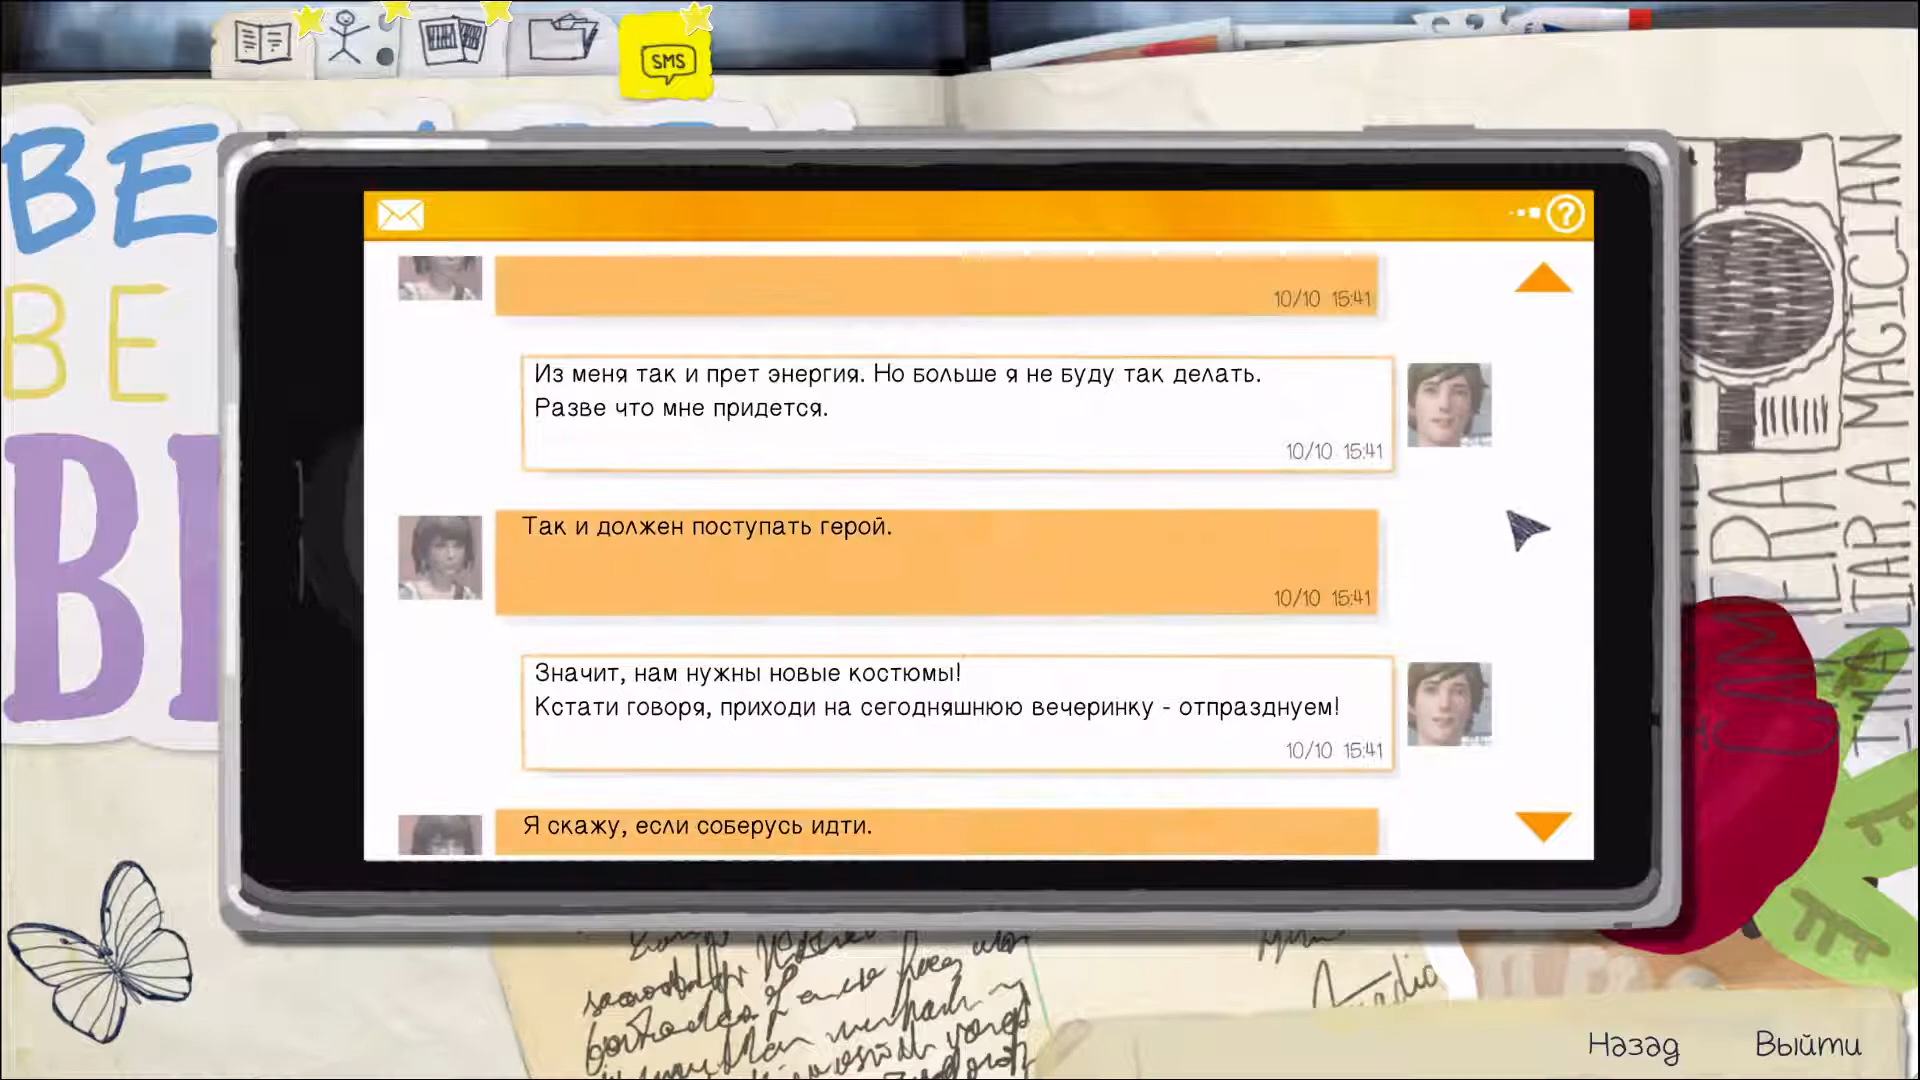 SMS
BE
BE
10/10 15:41
Из меня так и прет энергия. Но больше я не буду так делать.
Разве что мне придется.
10/10 15:41
Так и должен поступать герой.
10/10 15:41
Значит, нам нужны новые костюмы!
Кстати говоря, приходи на сегодняшнюю вечеринку - отпразднуем!
10/10 15:41
Я скажу, если соберусь идти.
A MAGICIAN
Назад
Выйти